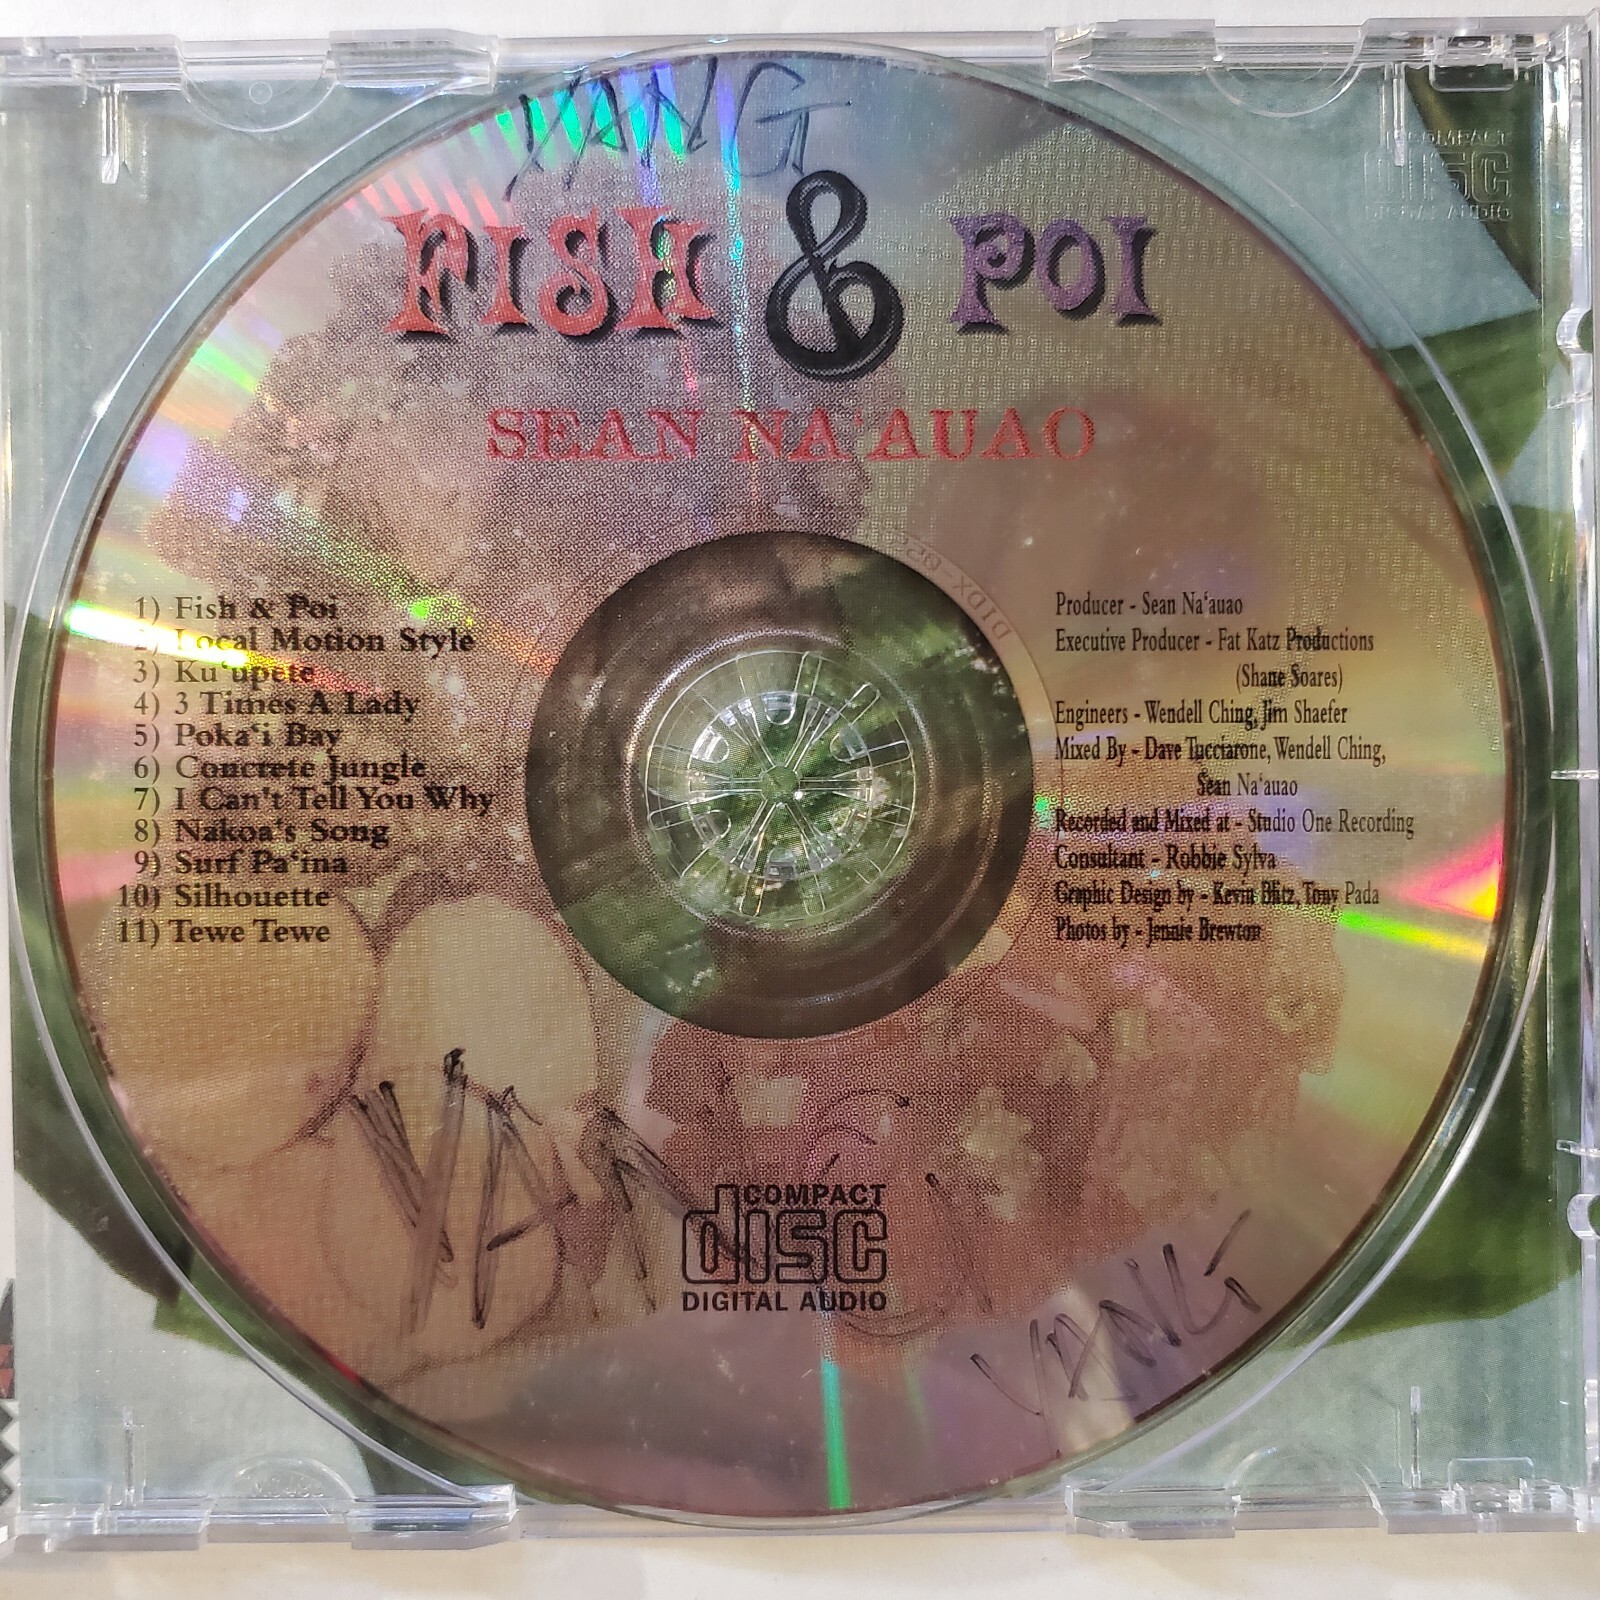 YANG
FISH & POI
SEAN NA‘AUAO
1) Fish & Poi
2) Local Motion Style
3) Ku‘upete
4) 3 Times A Lady
5) Poka‘i Bay
6) Concrete Jungle
7) I Can't Tell You Why
8) Nakoa's Song
9) Surf Pa‘ina
10) Silhouette
11) Tewe Tewe
Producer - Sean Na‘auao
Executive Producer - Fat Katz Productions
(Shane Soares)
Engineers - Wendell Ching, Jim Shaefer
Mixed By - Dave Tucciarone, Wendell Ching,
Sean Na‘auao
Recorded and Mixed at - Studio One Recording
Consultant - Robbie Sylva
Graphic Design by - Kevin Blitz, Tony Pada
Photos by - Jennie Brewton
YAN
COMPACT
disc
DIGITAL AUDIO
YANG
COMPACT
disc